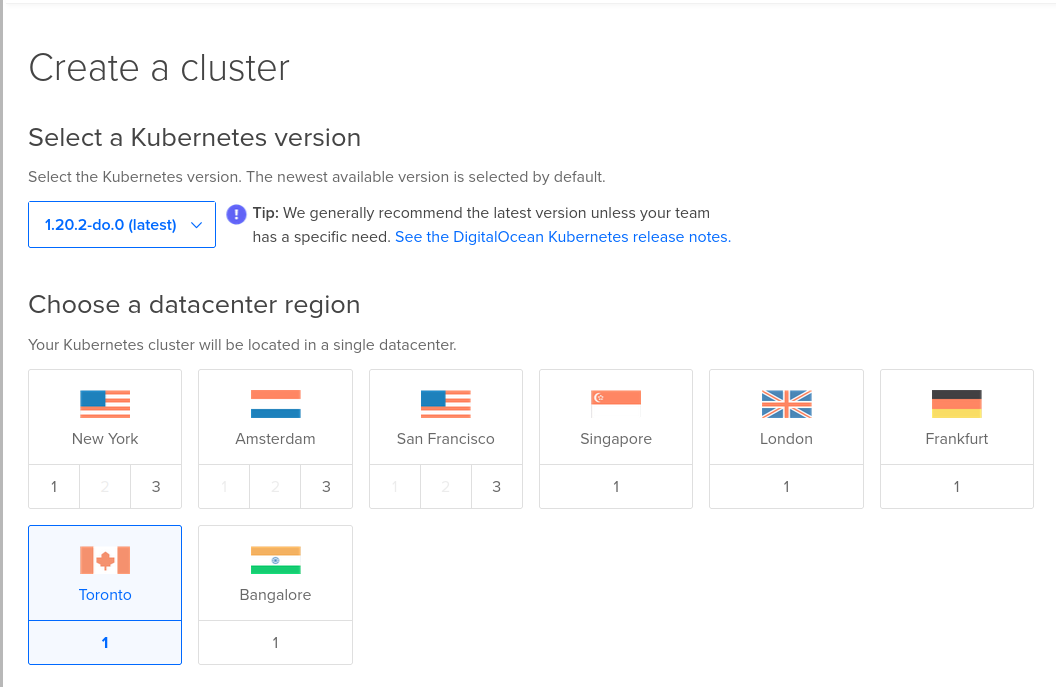 Create a cluster
Select a Kubernetes version
Select the Kubernetes version. The newest available version is selected by default.
1.20.2-do.0 (latest)
! Tip: We generally recommend the latest version unless your team
has a specific need. See the DigitalOcean Kubernetes release notes.
Choose a datacenter region
Your Kubernetes cluster will be located in a single datacenter.
New York
1 2 3
Amsterdam
1 2 3
San Francisco
1 2 3
Singapore
1
London
1
Frankfurt
1
Toronto
1
Bangalore
1